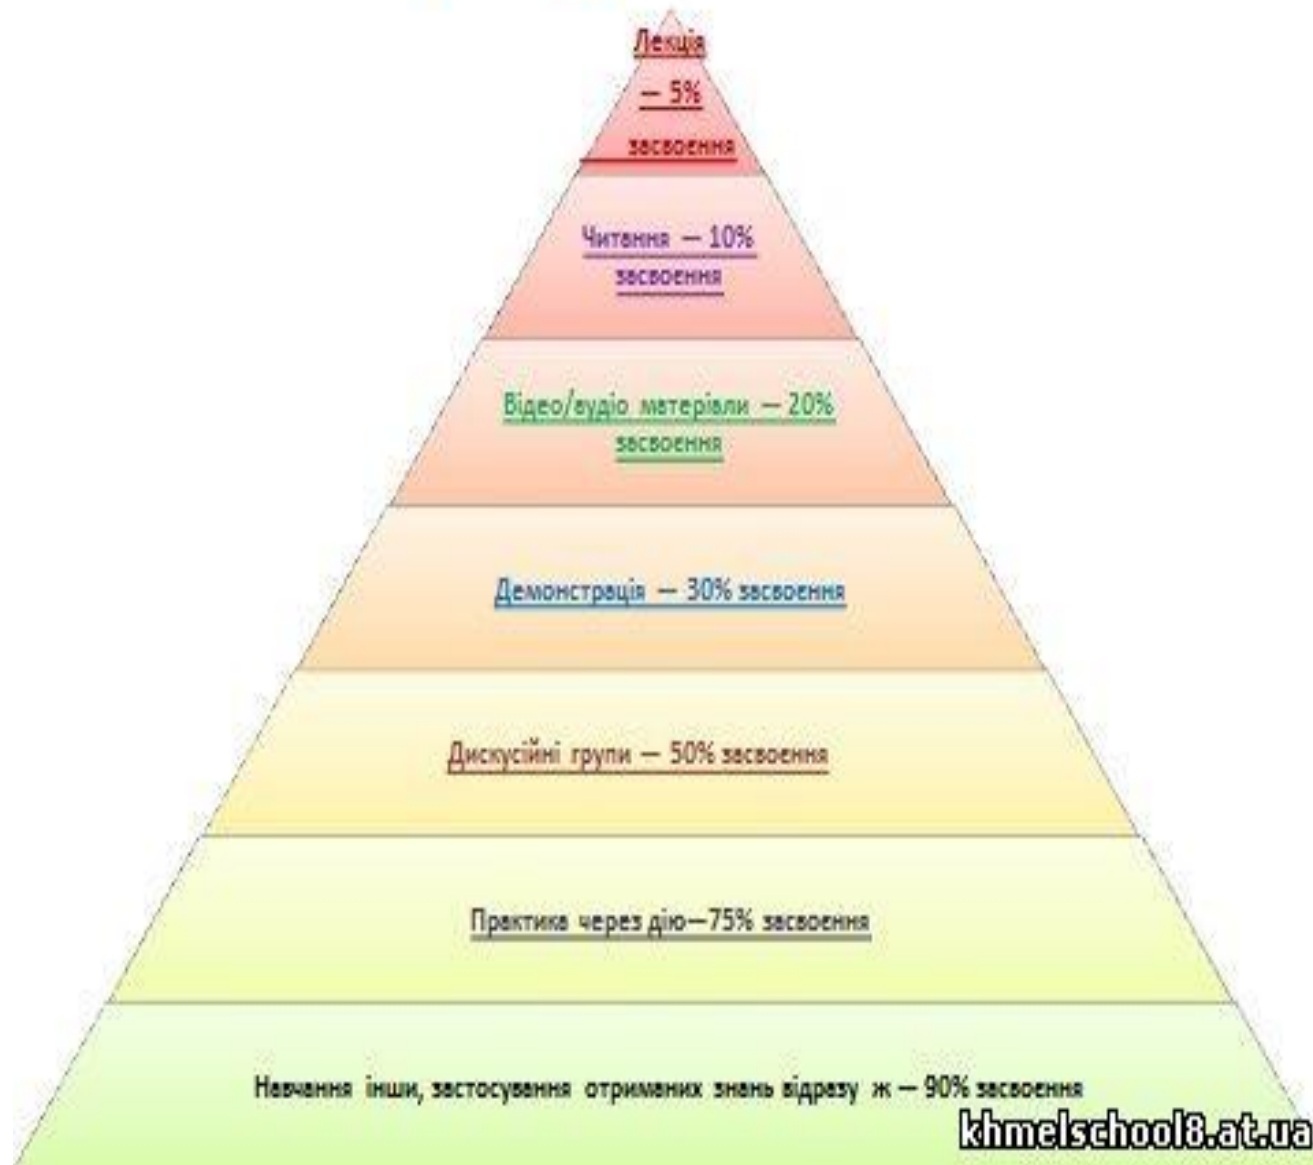 Лекція
— 5%
засвоєння
Читання — 10%
засвоєння
Відео/аудіо матеріали — 20%
засвоєння
Демонстрація — 30% засвоєння
Дискусійні групи — 50% засвоєння
Практика через дію—75% засвоєння
Навчання інши, застосування отриманих знань відразу ж — 90% засвоєння
khmelschool8.at.ua